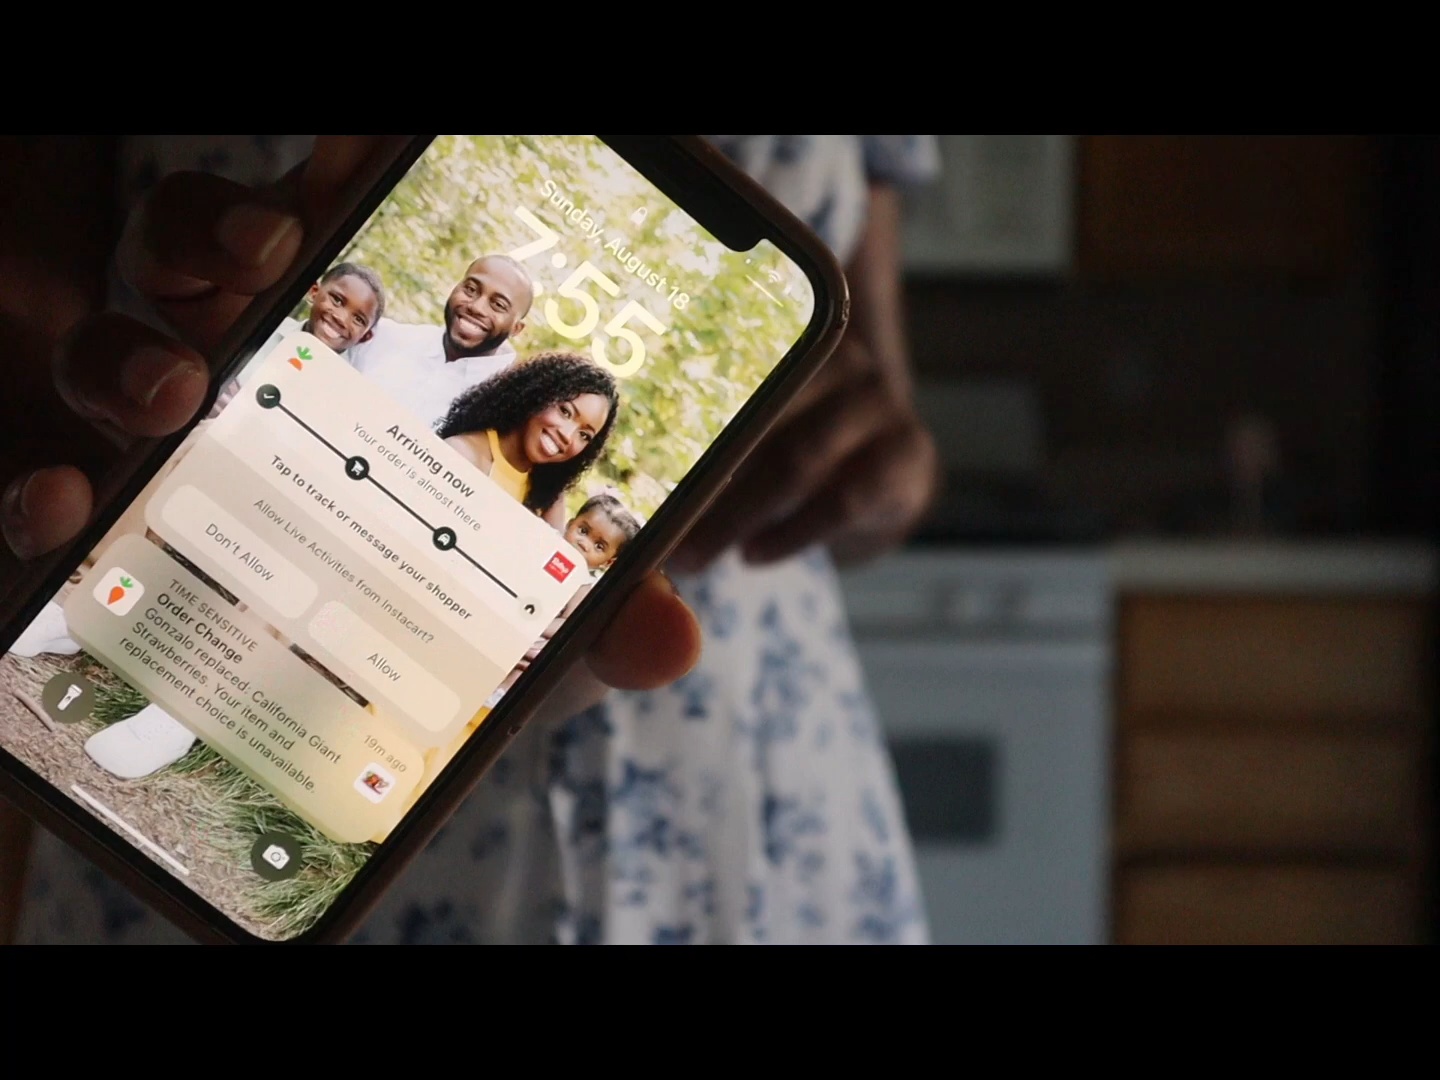 Sunday, August 18
7:55
Arriving now
Your order is almost there
Tap to track or message your shopper
Allow Live Activities from Instacart?
Don't Allow
Allow
TIME SENSITIVE
Order Change
Gonzalo replaced: California Giant
Strawberries. Your item and
replacement choice is unavailable.
19m ago